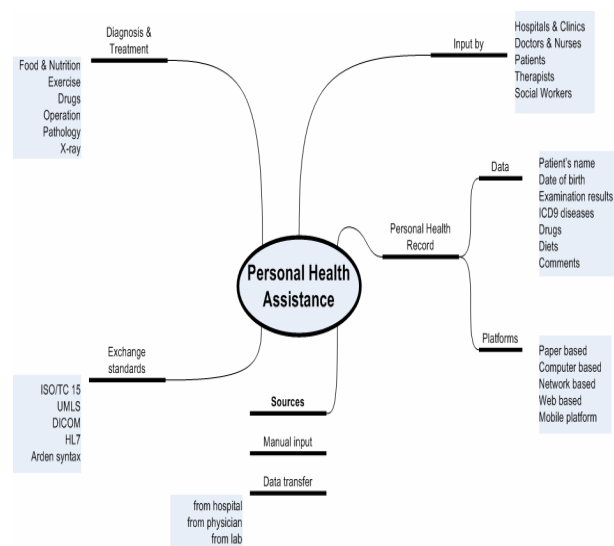 Diagnosis &
Treatment
Food & Nutrition
Exercise
Drugs
Operation
Pathology
X-ray
Input by
Hospitals & Clinics
Doctors & Nurses
Patients
Therapists
Social Workers
Personal Health
Assistance
Personal Health
Record
Data
Patient's name
Date of birth
Examination results
ICD9 diseases
Drugs
Diets
Comments
Platforms
Paper based
Computer based
Network based
Web based
Mobile platform
Exchange
standards
ISO/TC 15
UMLS
DICOM
HL7
Arden syntax
Sources
Manual input
Data transfer
from hospital
from physician
from lab